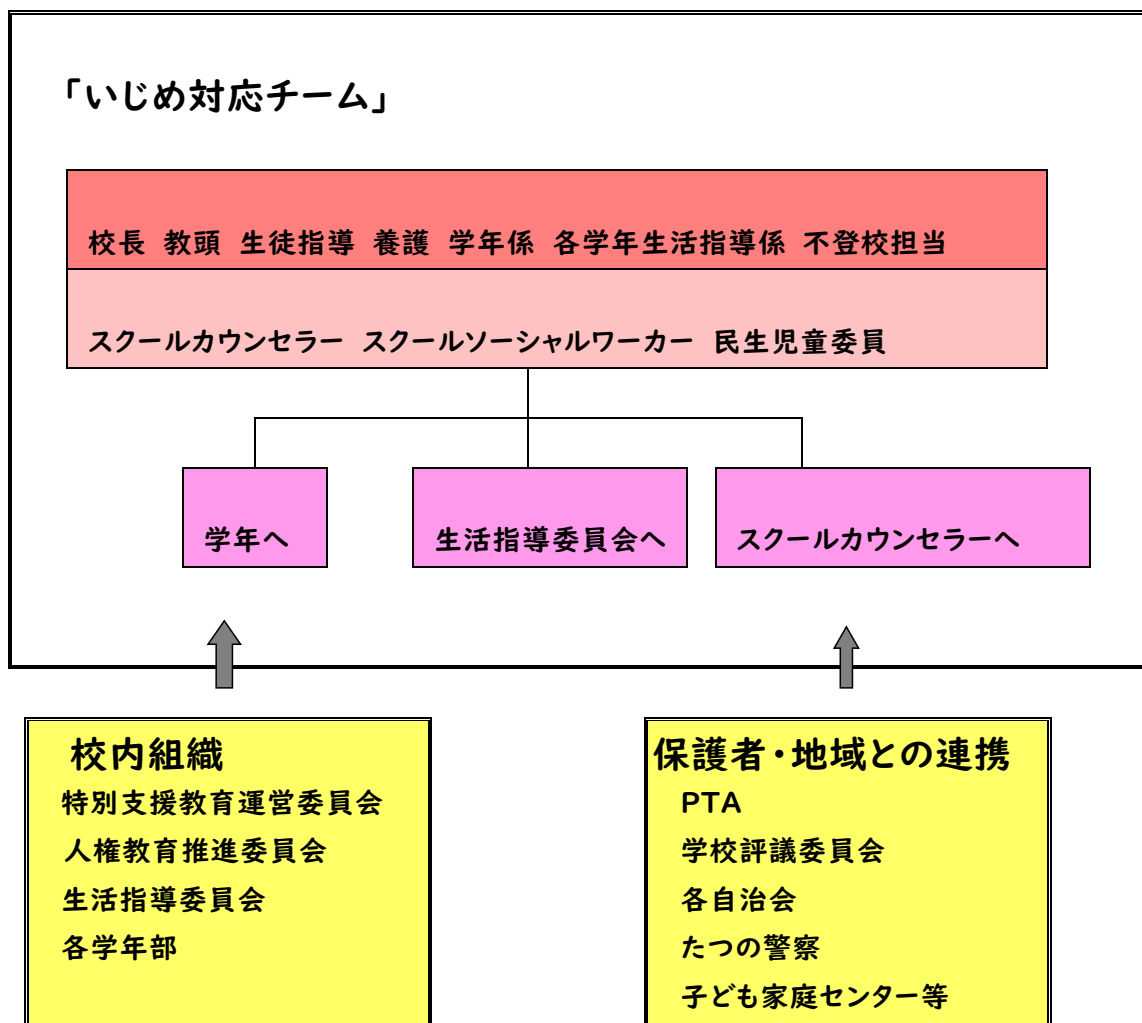 「いじめ対応チーム」
校長 教頭 生徒指導 養護 学年係 各学年生活指導係 不登校担当
スクールカウンセラー スクールソーシャルワーカー 民生児童委員
学年へ
生活指導委員会へ
スクールカウンセラーへ
校内組織
特別支援教育運営委員会
人権教育推進委員会
生活指導委員会
各学年部
保護者・地域との連携
PTA
学校評議委員会
各自治会
たつの警察
子ども家庭センター等